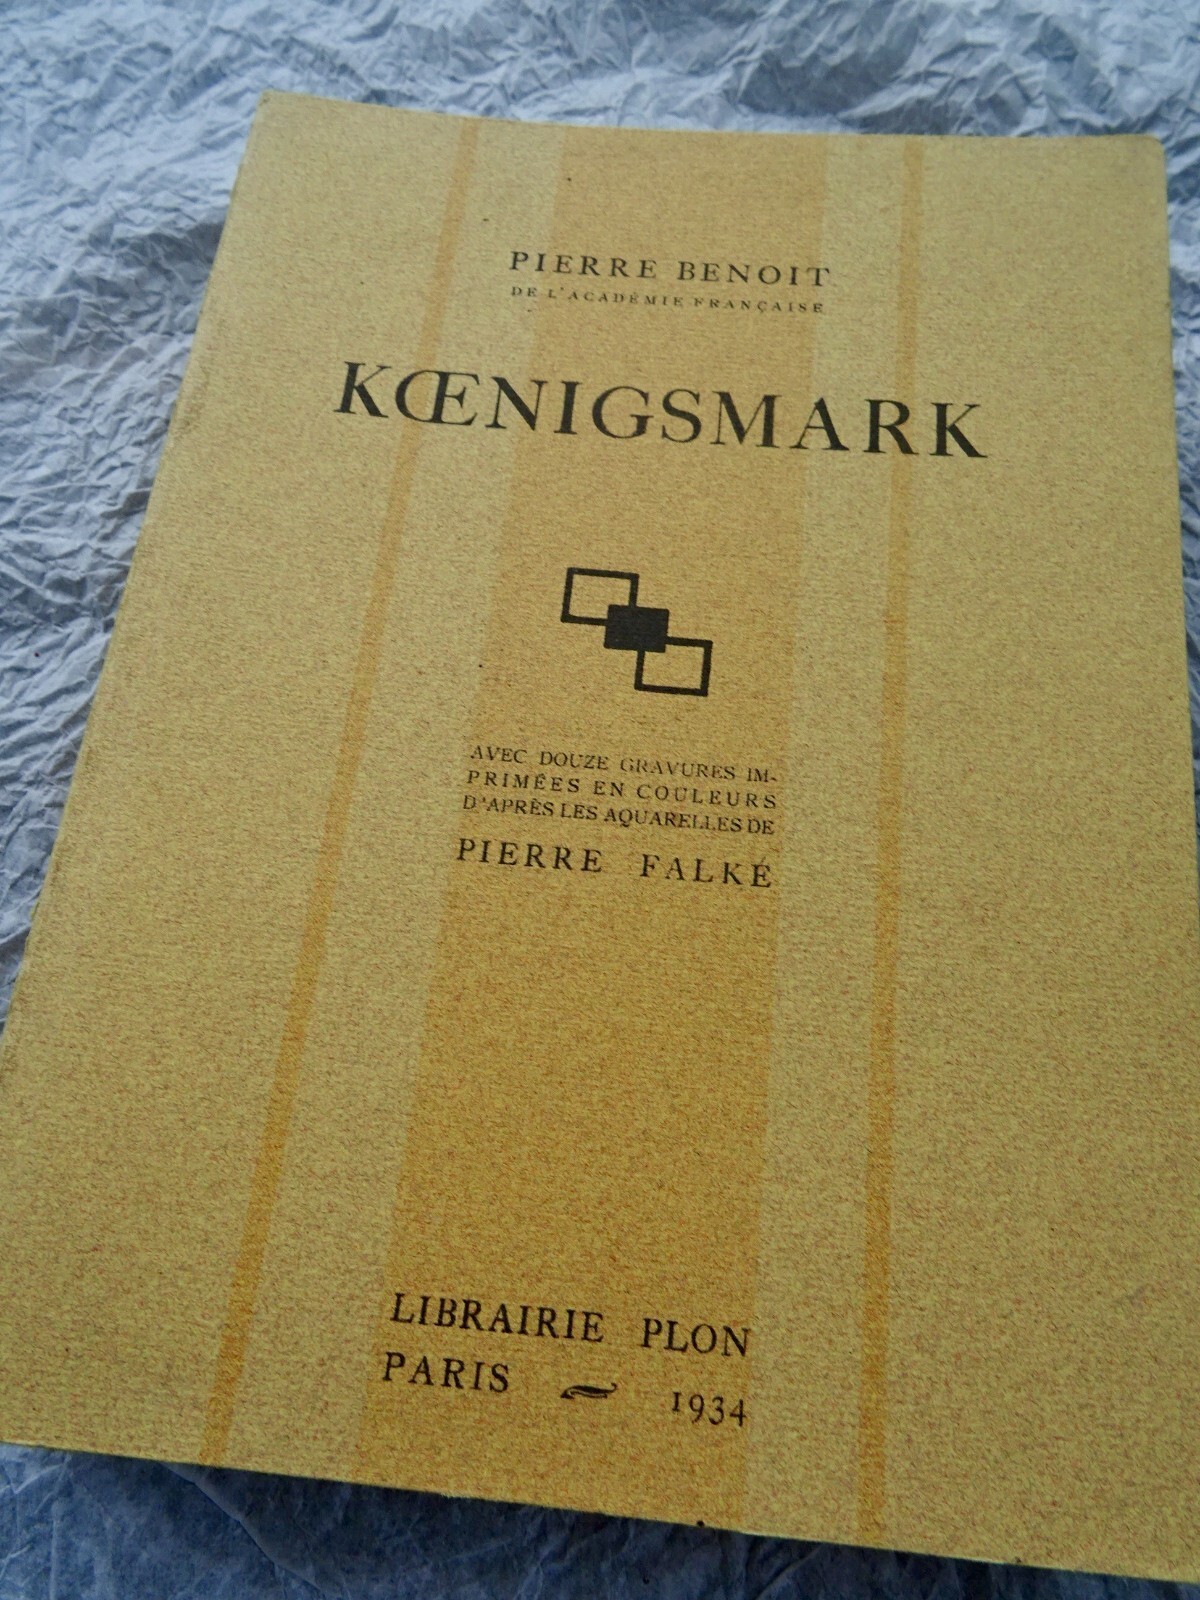 PIERRE BENOIT
DE L'ACADÉMIE FRANÇAISE
KŒNIGSMARK
AVEC DOUZE GRAVURES IM-
PRIMÉES EN COULEURS
D'APRÈS LES AQUARELLES DE
PIERRE FALKÉ
LIBRAIRIE PLON
PARIS 1934